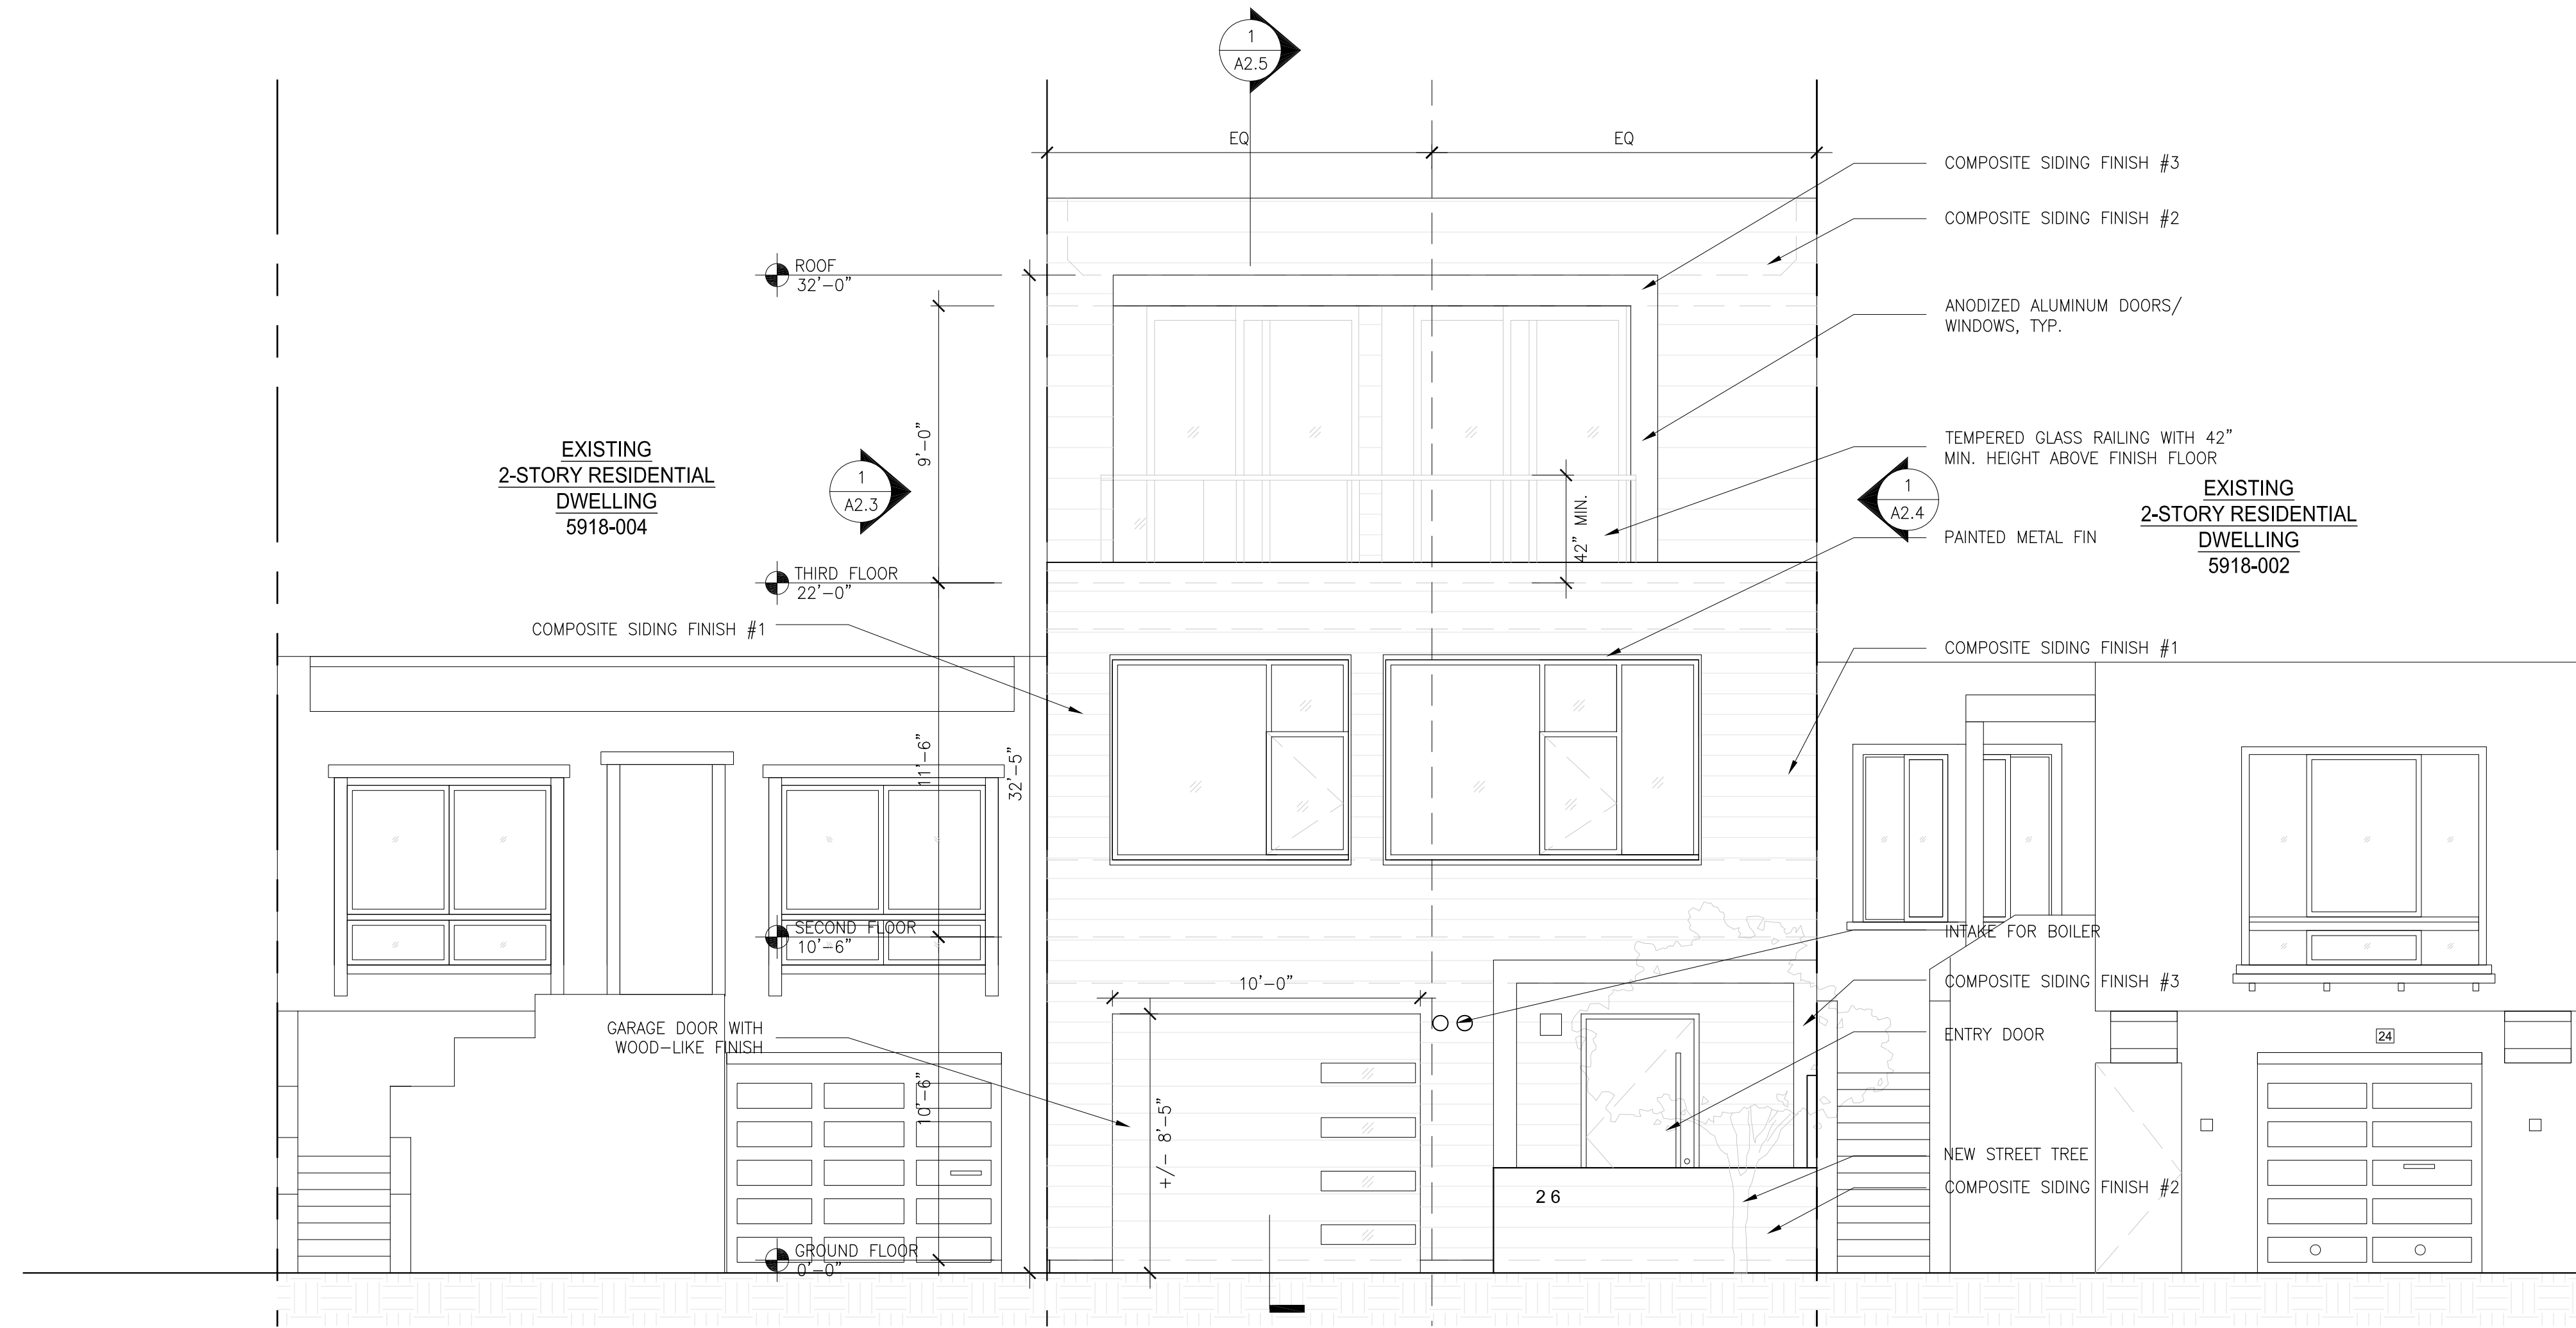 1
A2.5
EQ
EQ
COMPOSITE SIDING FINISH #3
COMPOSITE SIDING FINISH #2
ROOF
32'-0"
ANODIZED ALUMINUM DOORS/
WINDOWS, TYP.
9'-0"
EXISTING
2-STORY RESIDENTIAL
DWELLING
5918-004
1
A2.3
TEMPERED GLASS RAILING WITH 42"
MIN. HEIGHT ABOVE FINISH FLOOR
42" MIN.
1
A2.4
EXISTING
2-STORY RESIDENTIAL
DWELLING
5918-002
PAINTED METAL FIN
THIRD FLOOR
22'-0"
COMPOSITE SIDING FINISH #1
COMPOSITE SIDING FINISH #1
11'-6"
32'-5"
SECOND FLOOR
10'-6"
INTAKE FOR BOILER
10'-0"
COMPOSITE SIDING FINISH #3
GARAGE DOOR WITH
WOOD-LIKE FINISH
ENTRY DOOR
24
10'-6"
+/- 8'-5"
NEW STREET TREE
COMPOSITE SIDING FINISH #2
26
GROUND FLOOR
0'-0"